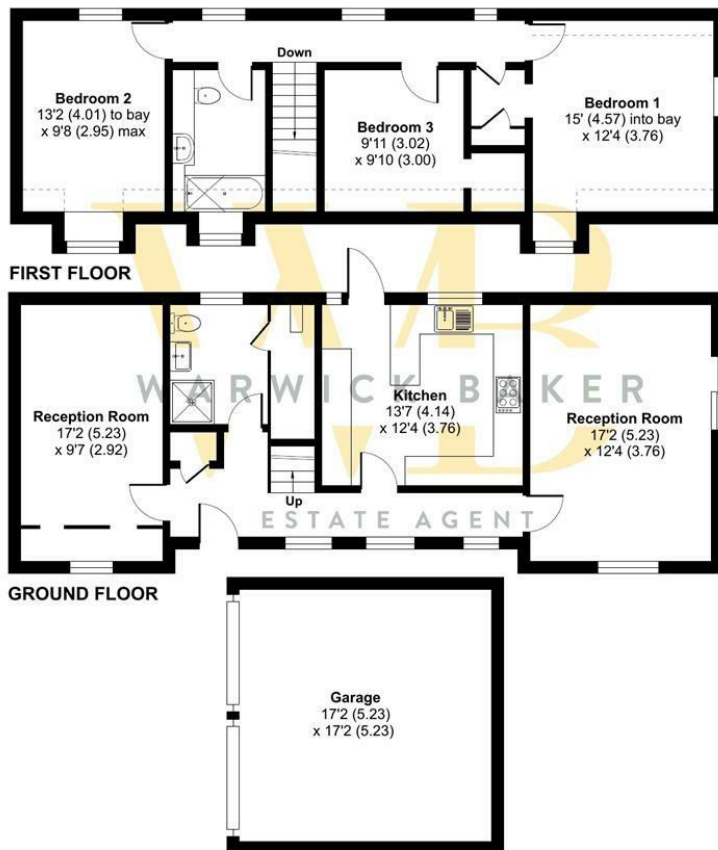 Down
Bedroom 2
13'2 (4.01) to bay
x 9'8 (2.95) max
Bedroom 3
9'11 (3.02)
x 9'10 (3.00)
Bedroom 1
15' (4.57) into bay
x 12'4 (3.76)
FIRST FLOOR
WB
WARWICK BAKER
Reception Room
17'2 (5.23)
x 9'7 (2.92)
Kitchen
13'7 (4.14)
x 12'4 (3.76)
Reception Room
17'2 (5.23)
x 12'4 (3.76)
Up
ESTATE AGENT
GROUND FLOOR
Garage
17'2 (5.23)
x 17'2 (5.23)